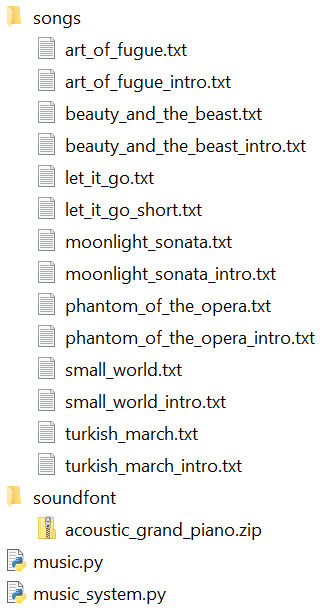 songs
art_of_fugue.txt
art_of_fugue_intro.txt
beauty_and_the_beast.txt
beauty_and_the_beast_intro.txt
let_it_go.txt
let_it_go_short.txt
moonlight_sonata.txt
moonlight_sonata_intro.txt
phantom_of_the_opera.txt
phantom_of_the_opera_intro.txt
small_world.txt
small_world_intro.txt
turkish_march.txt
turkish_march_intro.txt
soundfont
acoustic_grand_piano.zip
music.py
music_system.py